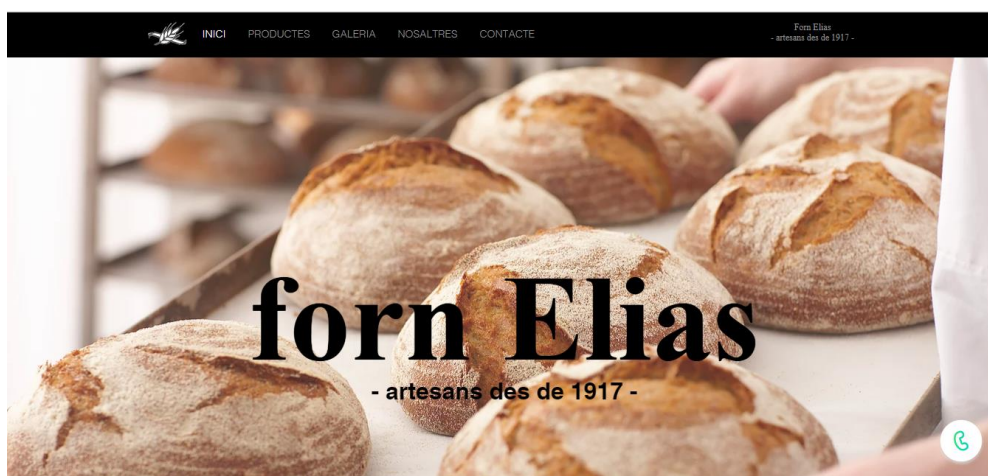 INICI PRODUCTES GALERIA NOSALTRES CONTACTE
Forn Elias
- artesans des de 1917 -
forn Elias
- artesans des de 1917 -